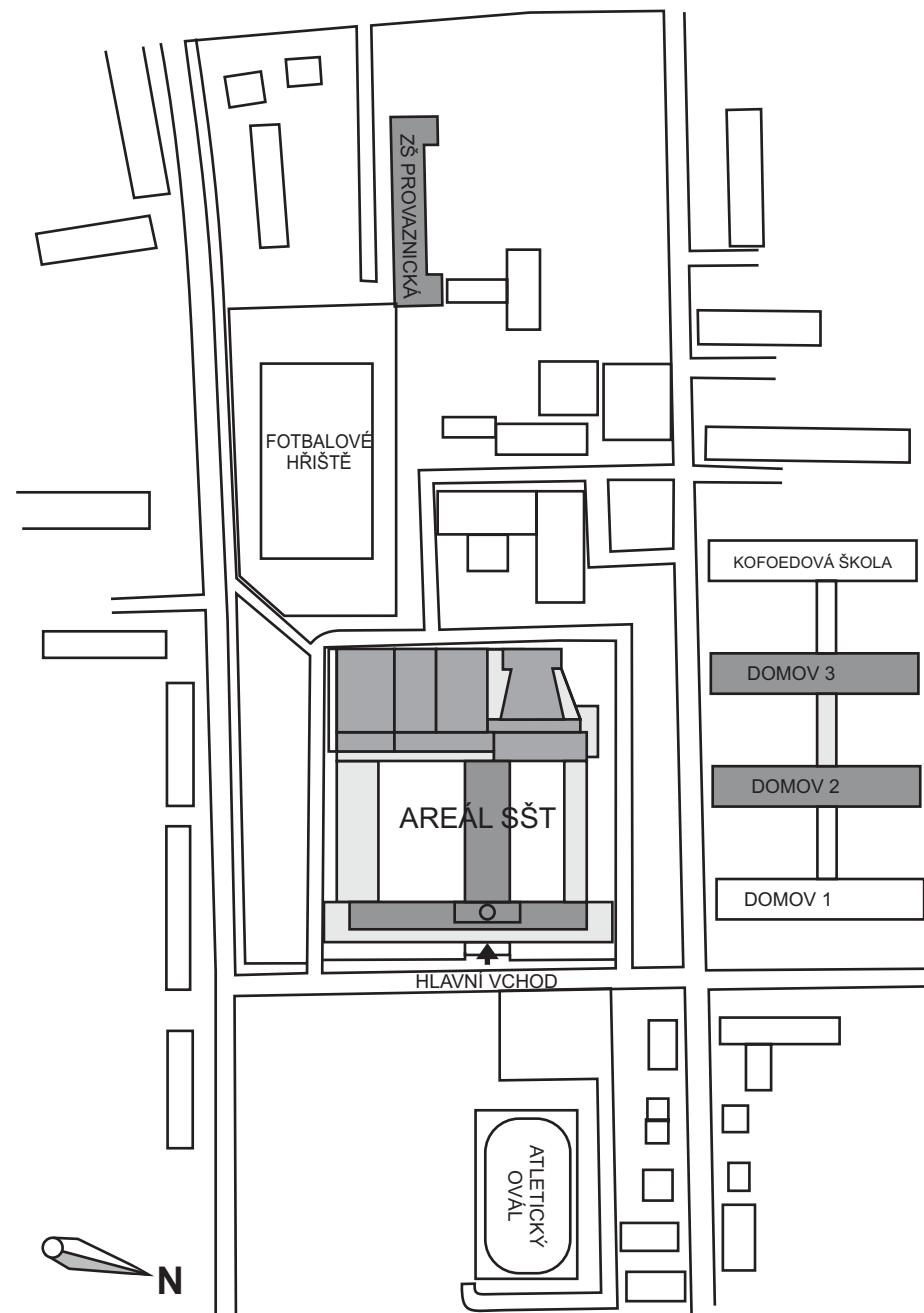 ZŠ PROVAZNICKÁ
FOTBALOVÉ
HŘIŠTĚ
KOFOEDOVÁ ŠKOLA
DOMOV 3
DOMOV 2
AREÁL SŠT
DOMOV 1
HLAVNÍ VCHOD
ATLETICKÝ
OVÁL
N